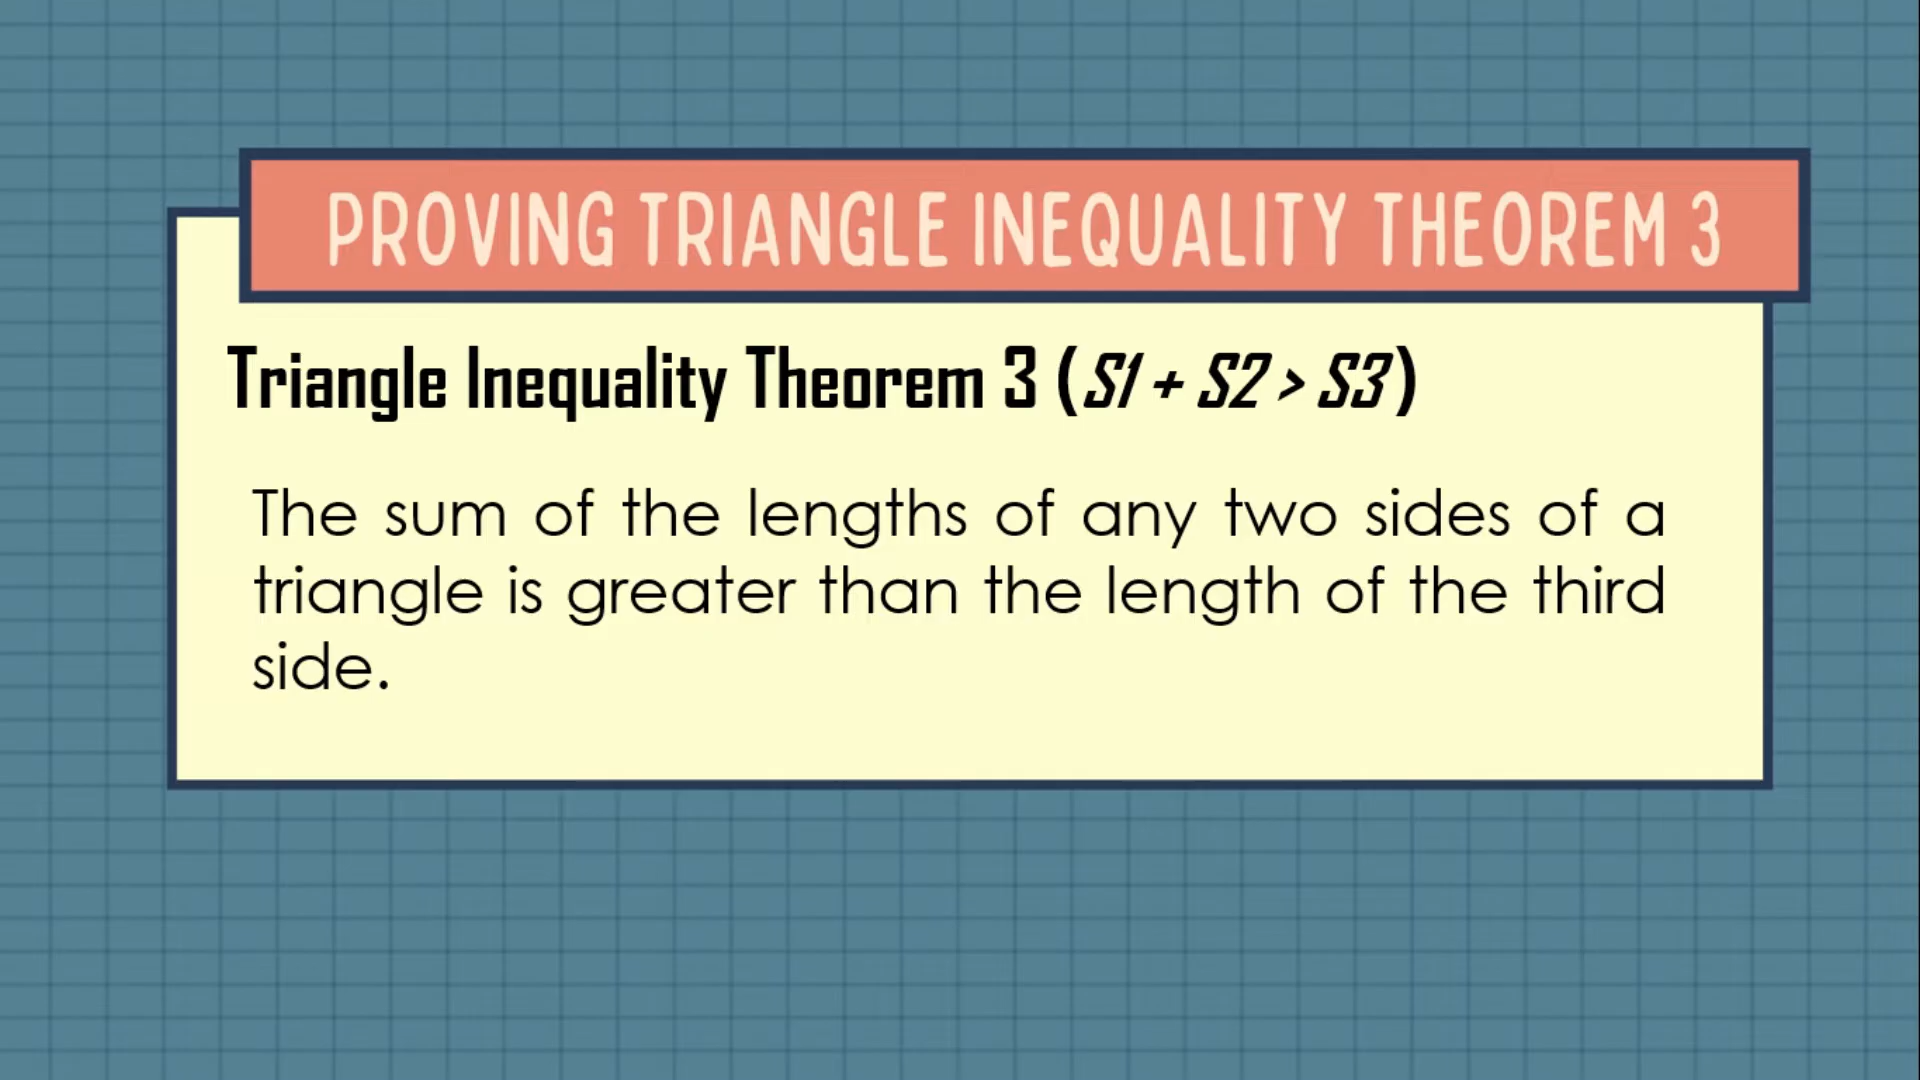 PROVING TRIANGLE INEQUALITY THEOREM 3
Triangle Inequality Theorem 3 (S1 + S2 > S3)
The sum of the lengths of any two sides of a
triangle is greater than the length of the third
side.